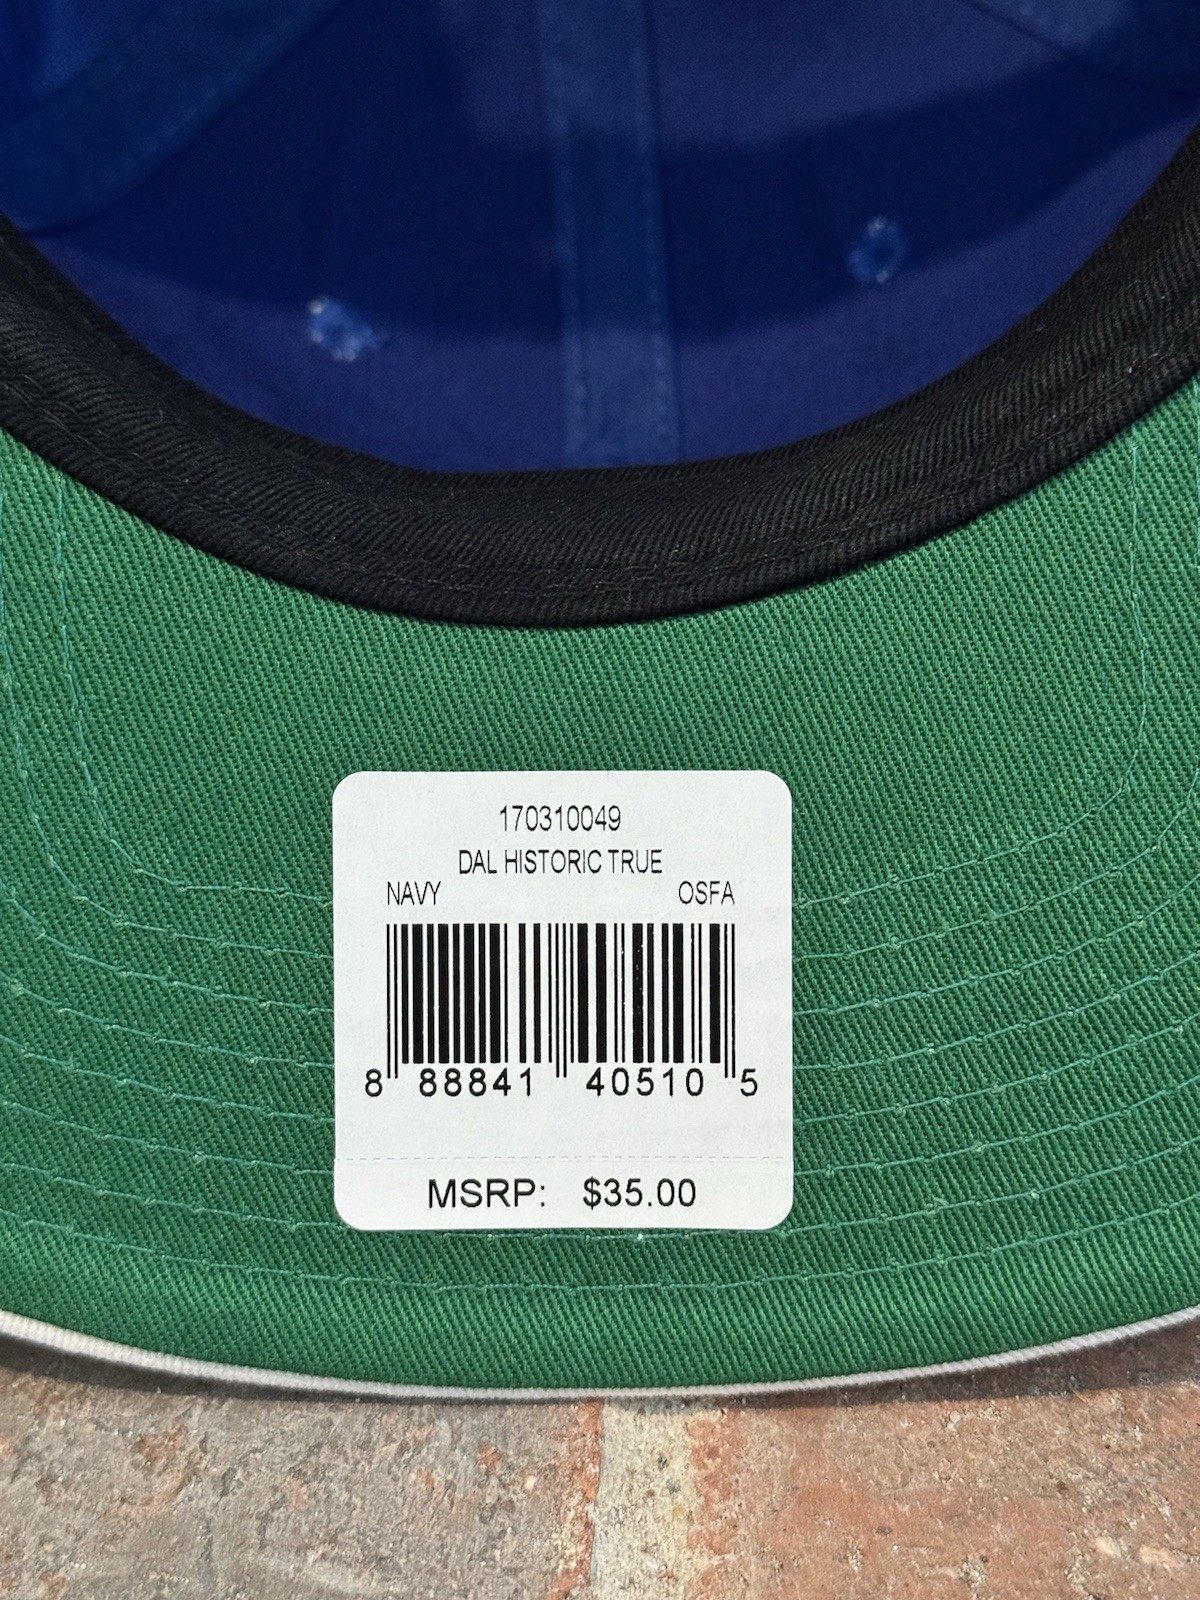 170310049
DAL HISTORIC TRUE
NAVY OSFA
8 88841 40510 5
MSRP: $35.00